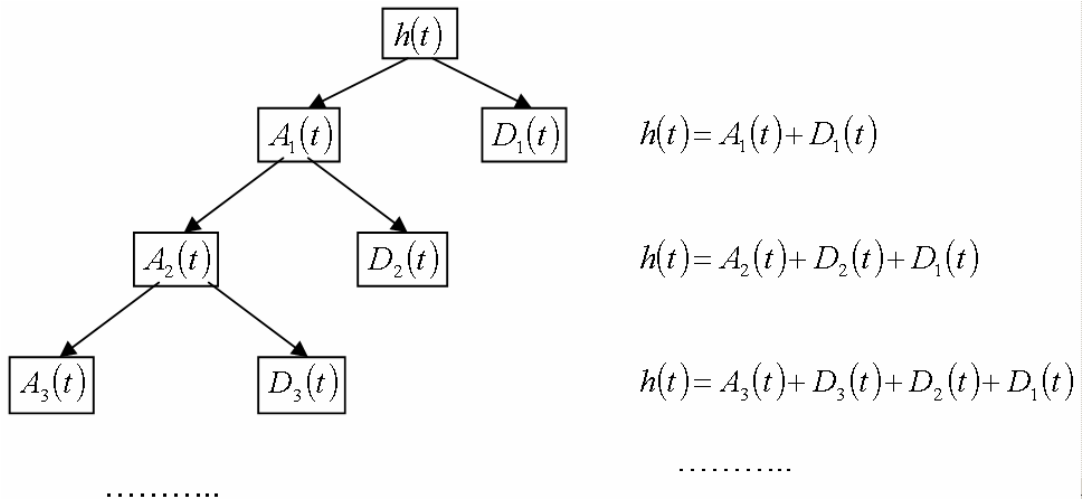 h(t)
A₁(t) D₁(t) h(t) = A₁(t) + D₁(t)
A₂(t) D₂(t) h(t) = A₂(t) + D₂(t) + D₁(t)
A₃(t) D₃(t) h(t) = A₃(t) + D₃(t) + D₂(t) + D₁(t)
...........
...........